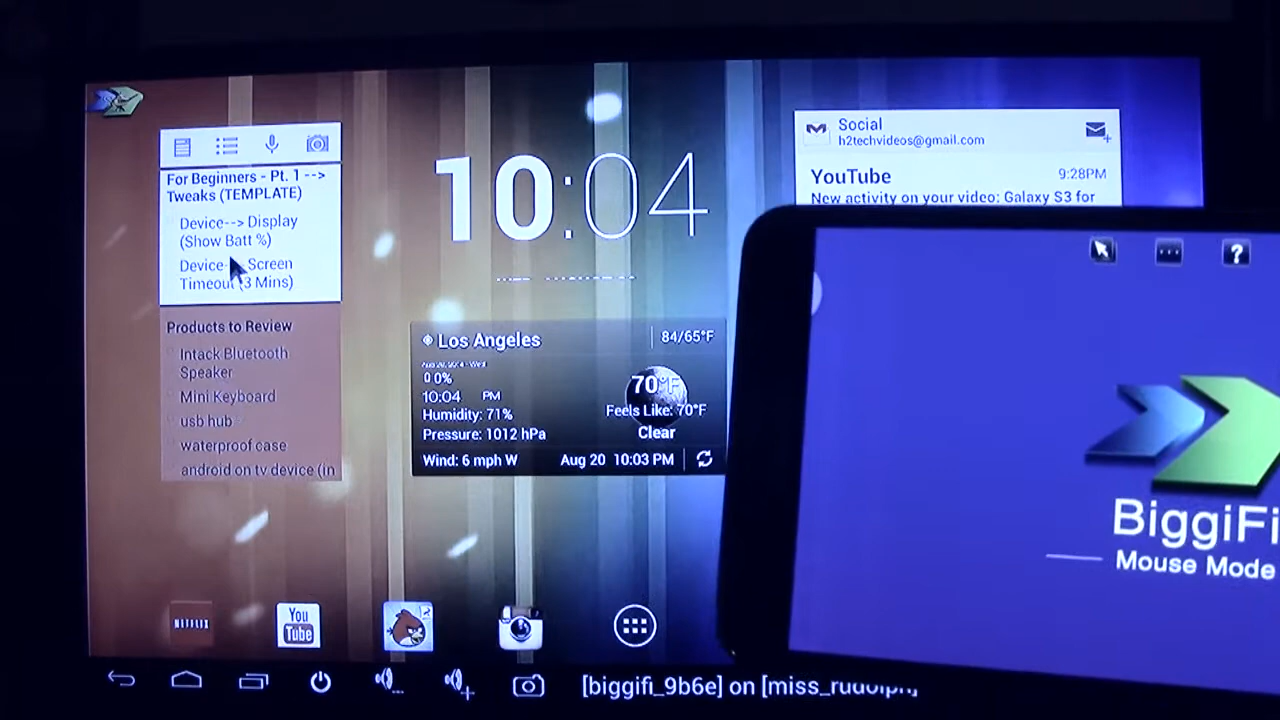 For Beginners - Pt. 1 -->
Tweaks (TEMPLATE)
Device--> Display
(Show Batt %)
Device- Screen
Timeout (3 Mins)
Products to Review
Intack Bluetooth
Speaker
Mini Keyboard
usb hub
waterproof case
android on tv device (in
10:04
Los Angeles
84/65°F
0.0%
10:04 PM
Humidity: 71%
Pressure: 1012 hPa
Wind: 6 mph W
70°F
Feels Like: 70°F
Clear
Aug 20 10:03 PM
Social
h2techvideos@gmail.com
YouTube
9:28PM
New activity on your video: Galaxy S3 for
?
BiggiFi
Mouse Mode
NETFLIX
You
Tube
[biggifi_9b6e] on [miss_rudolph]